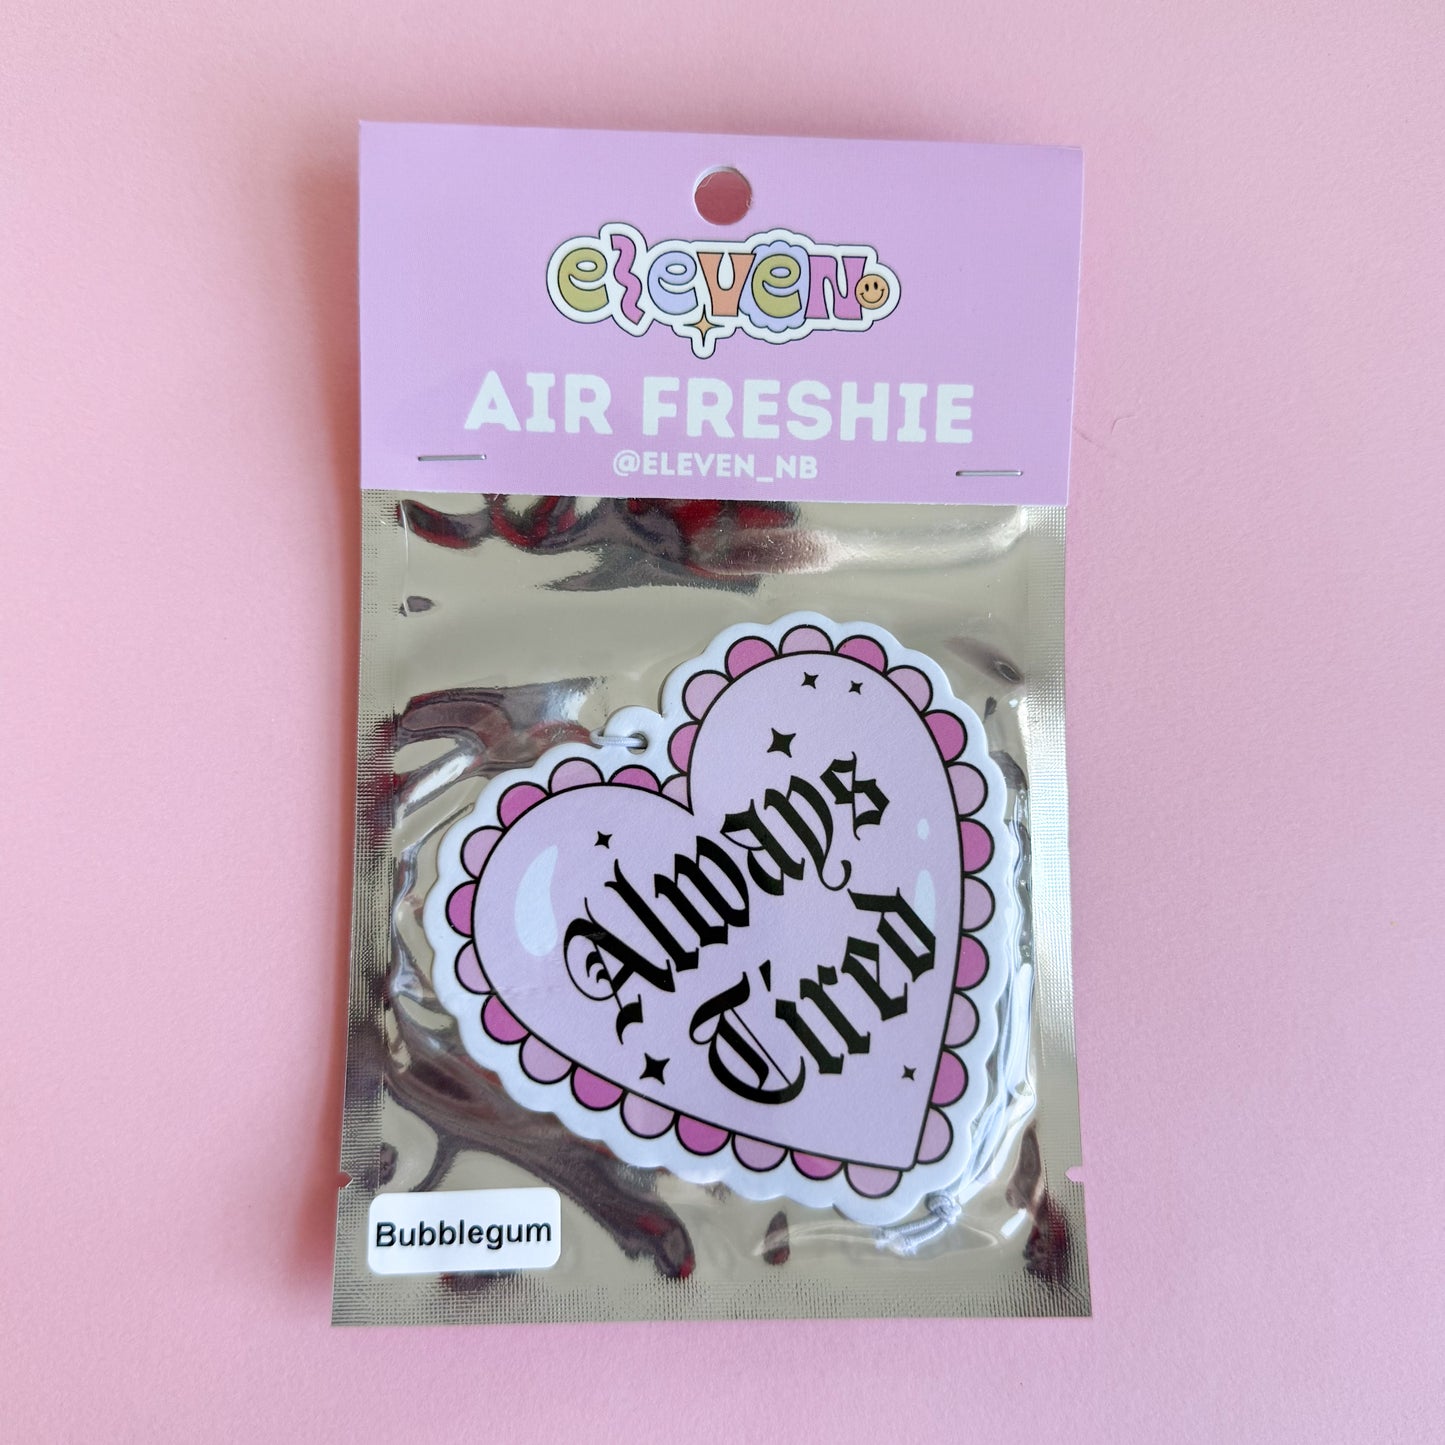 eleven
AIR FRESHIE
@ELEVEN_NB
Always
Tired
Bubblegum